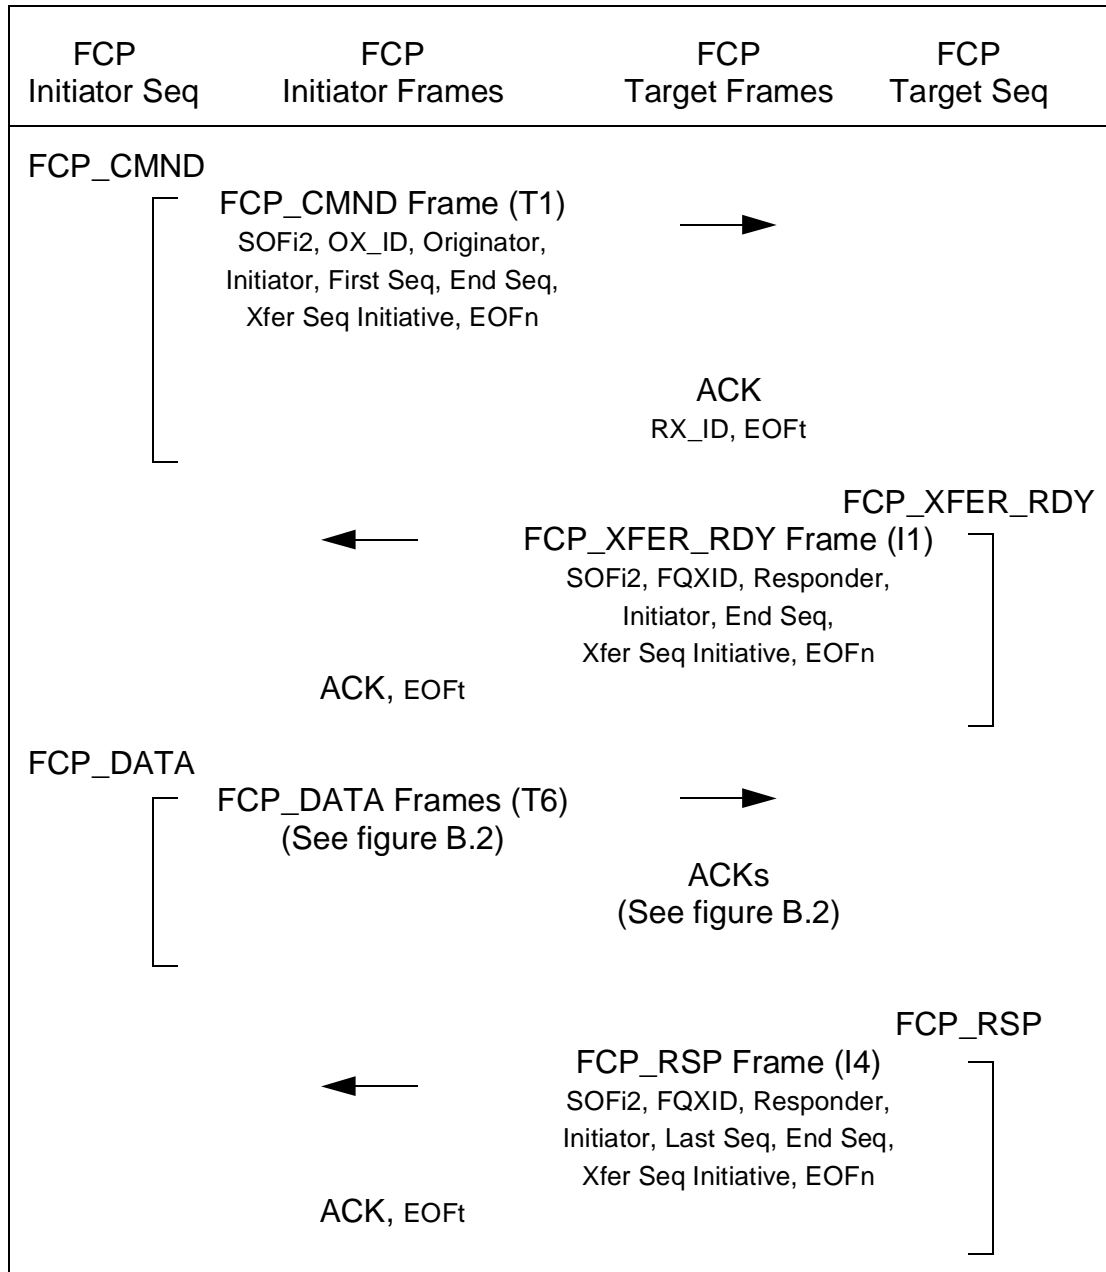 FCP FCP FCP FCP
Initiator Seq Initiator Frames Target Frames Target Seq
FCP_CMND
FCP_CMND Frame (T1)
SOFi2, OX_ID, Originator,
Initiator, First Seq, End Seq,
Xfer Seq Initiative, EOFn
ACK
RX_ID, EOFt
FCP_XFER_RDY
FCP_XFER_RDY Frame (I1)
SOFi2, FQXID, Responder,
Initiator, End Seq,
Xfer Seq Initiative, EOFn
ACK, EOFt
FCP_DATA
FCP_DATA Frames (T6)
(See figure B.2)
ACKs
(See figure B.2)
FCP_RSP
FCP_RSP Frame (I4)
SOFi2, FQXID, Responder,
Initiator, Last Seq, End Seq,
Xfer Seq Initiative, EOFn
ACK, EOFt